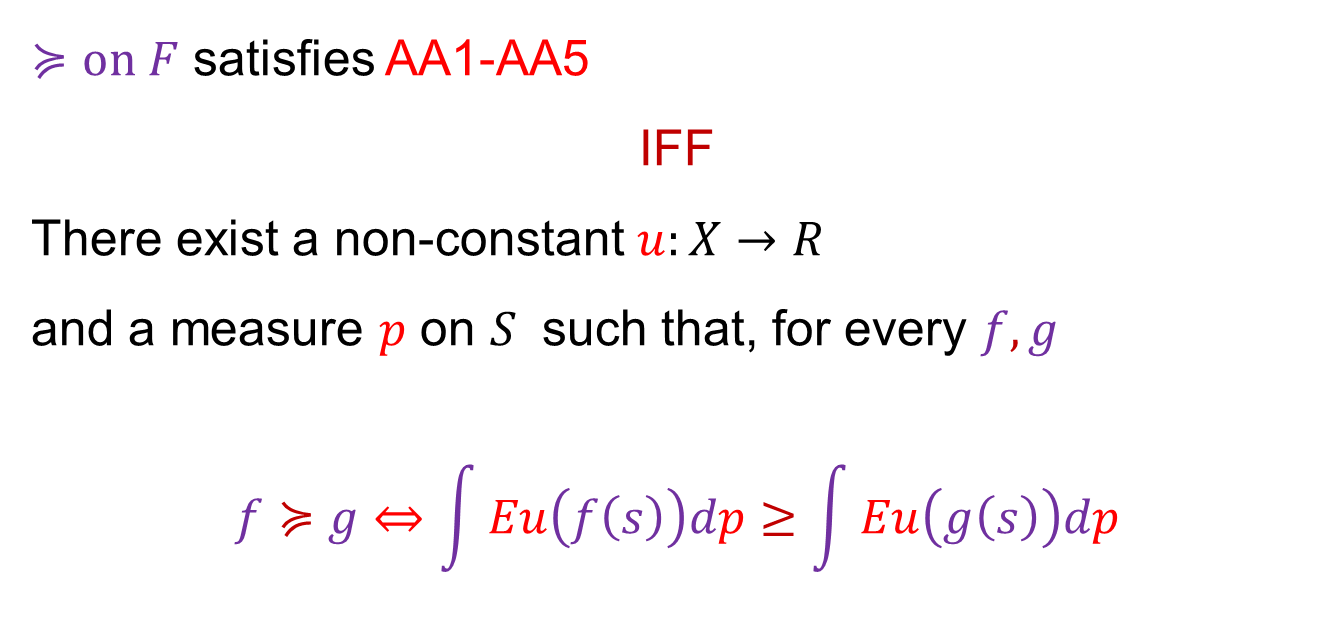 ≽ on F satisfies AA1-AA5
IFF
There exist a non-constant u: X → R
and a measure p on S such that, for every f, g
f ≽ g ⇔ ∫ Eu(f(s))dp ≥ ∫ Eu(g(s))dp